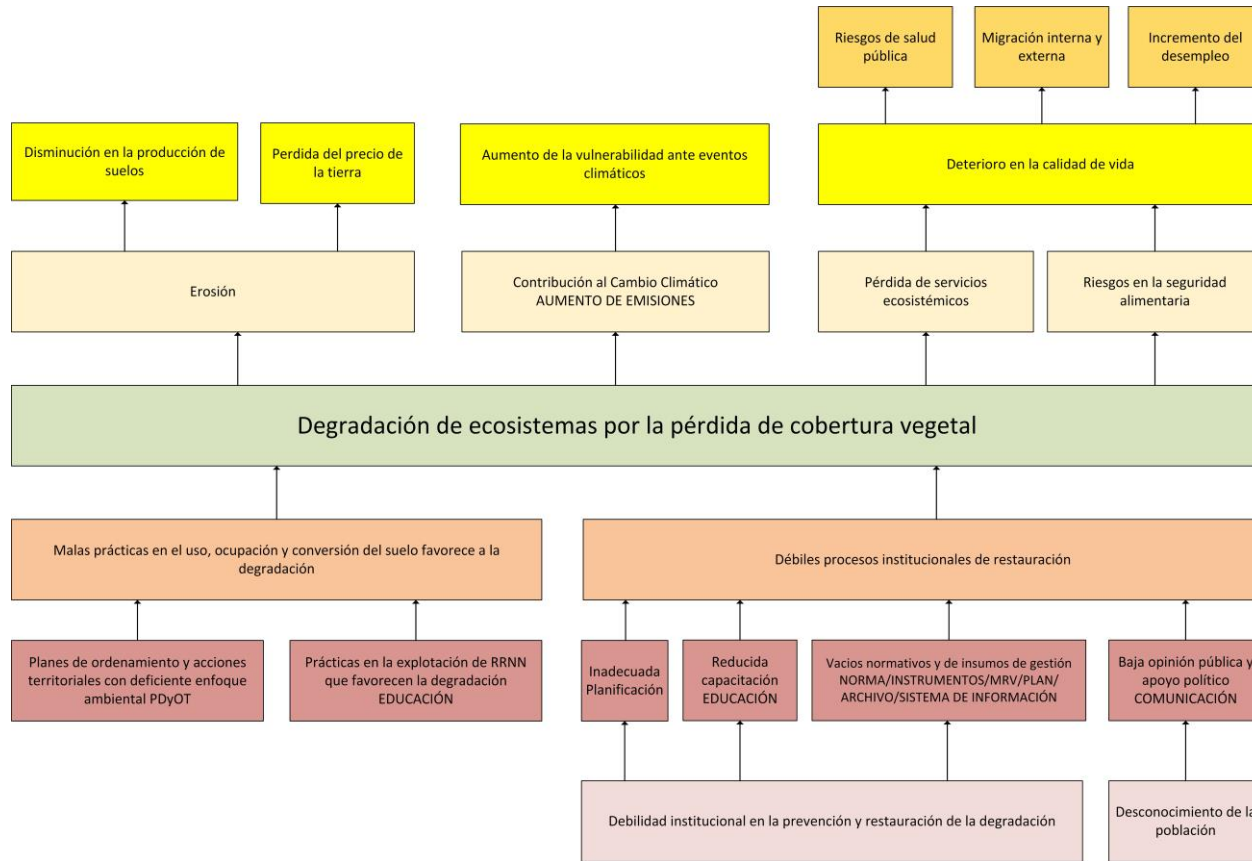 Riesgos de salud
pública
Migración interna y
externa
Incremento del
desempleo
Disminución en la producción de
suelos
Perdida del precio de
la tierra
Aumento de la vulnerabilidad ante eventos
climáticos
Deterioro en la calidad de vida
Erosión
Contribución al Cambio Climático
AUMENTO DE EMISIONES
Pérdida de servicios
ecosistémicos
Riesgos en la seguridad
alimentaria
Degradación de ecosistemas por la pérdida de cobertura vegetal
Malas prácticas en el uso, ocupación y conversión del suelo favorece a la
degradación
Débiles procesos institucionales de restauración
Planes de ordenamiento y acciones
territoriales con deficiente enfoque
ambiental PDyOT
Prácticas en la explotación de RRNN
que favorecen la degradación
EDUCACIÓN
Inadecuada
Planificación
Reducida
capacitación
EDUCACIÓN
Vacios normativos y de insumos de gestión
NORMA/INSTRUMENTOS/MRV/PLAN/
ARCHIVO/SISTEMA DE INFORMACIÓN
Baja opinión pública y
apoyo político
COMUNICACIÓN
Debilidad institucional en la prevención y restauración de la degradación
Desconocimiento de la
población